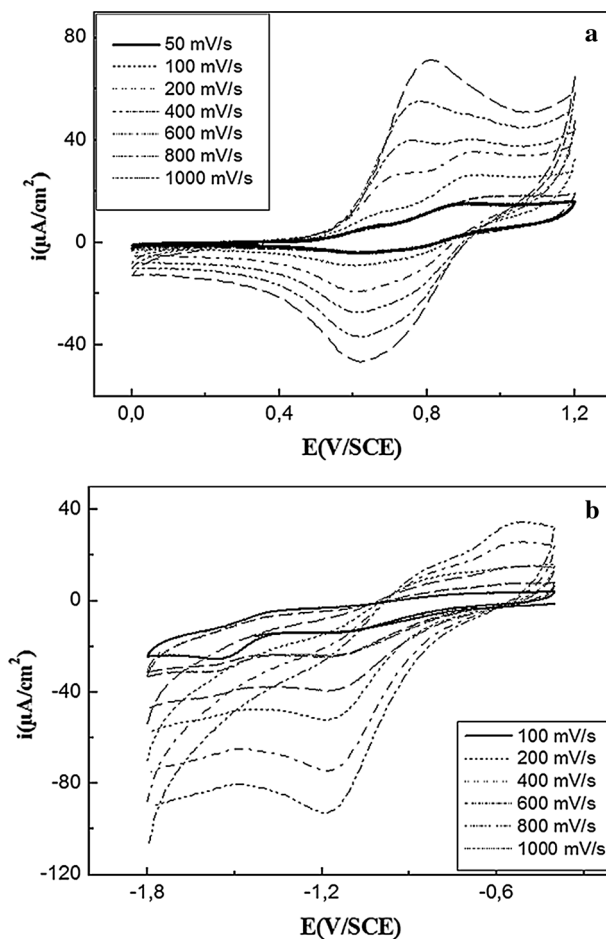 a
50 mV/s
100 mV/s
200 mV/s
400 mV/s
600 mV/s
800 mV/s
1000 mV/s
80
40
0
-40
i(µA/cm²)
0,0
0,4
0,8
1,2
E(V/SCE)
b
40
0
-40
-80
-120
i(µA/cm²)
100 mV/s
200 mV/s
400 mV/s
600 mV/s
800 mV/s
1000 mV/s
-1,8
-1,2
-0,6
E(V/SCE)